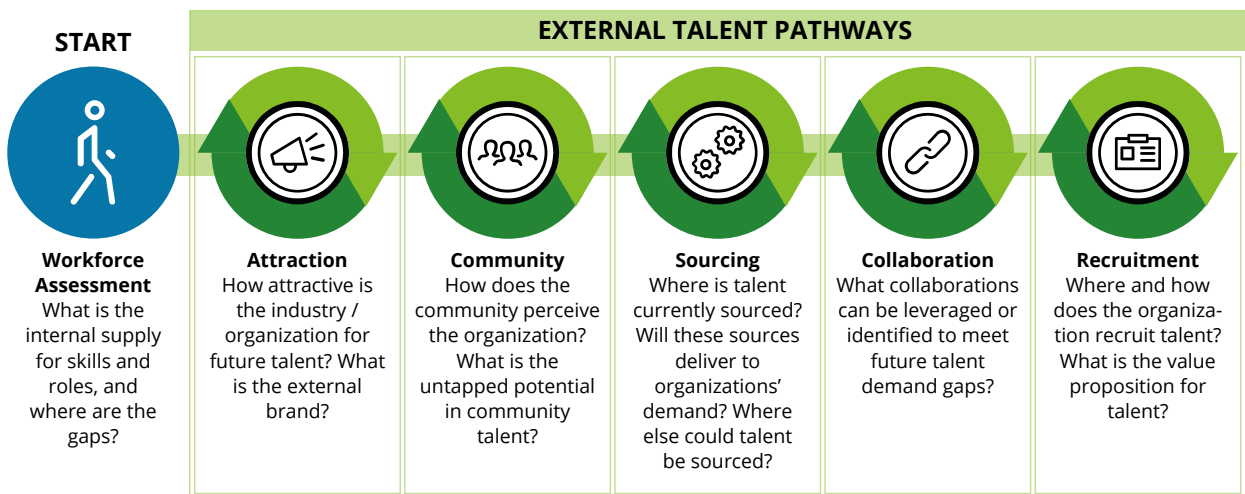 START
EXTERNAL TALENT PATHWAYS
Workforce
Assessment
What is the
internal supply
for skills and
roles, and
where are the
gaps?
Attraction
How attractive is
the industry /
organization for
future talent? What
is the external
brand?
Community
How does the
community perceive
the organization?
What is the
untapped potential
in community
talent?
Sourcing
Where is talent
currently sourced?
Will these sources
deliver to
organizations’
demand? Where
else could talent
be sourced?
Collaboration
What collaborations
can be leveraged or
identified to meet
future talent
demand gaps?
Recruitment
Where and how
does the organiza-
tion recruit talent?
What is the value
proposition for
talent?